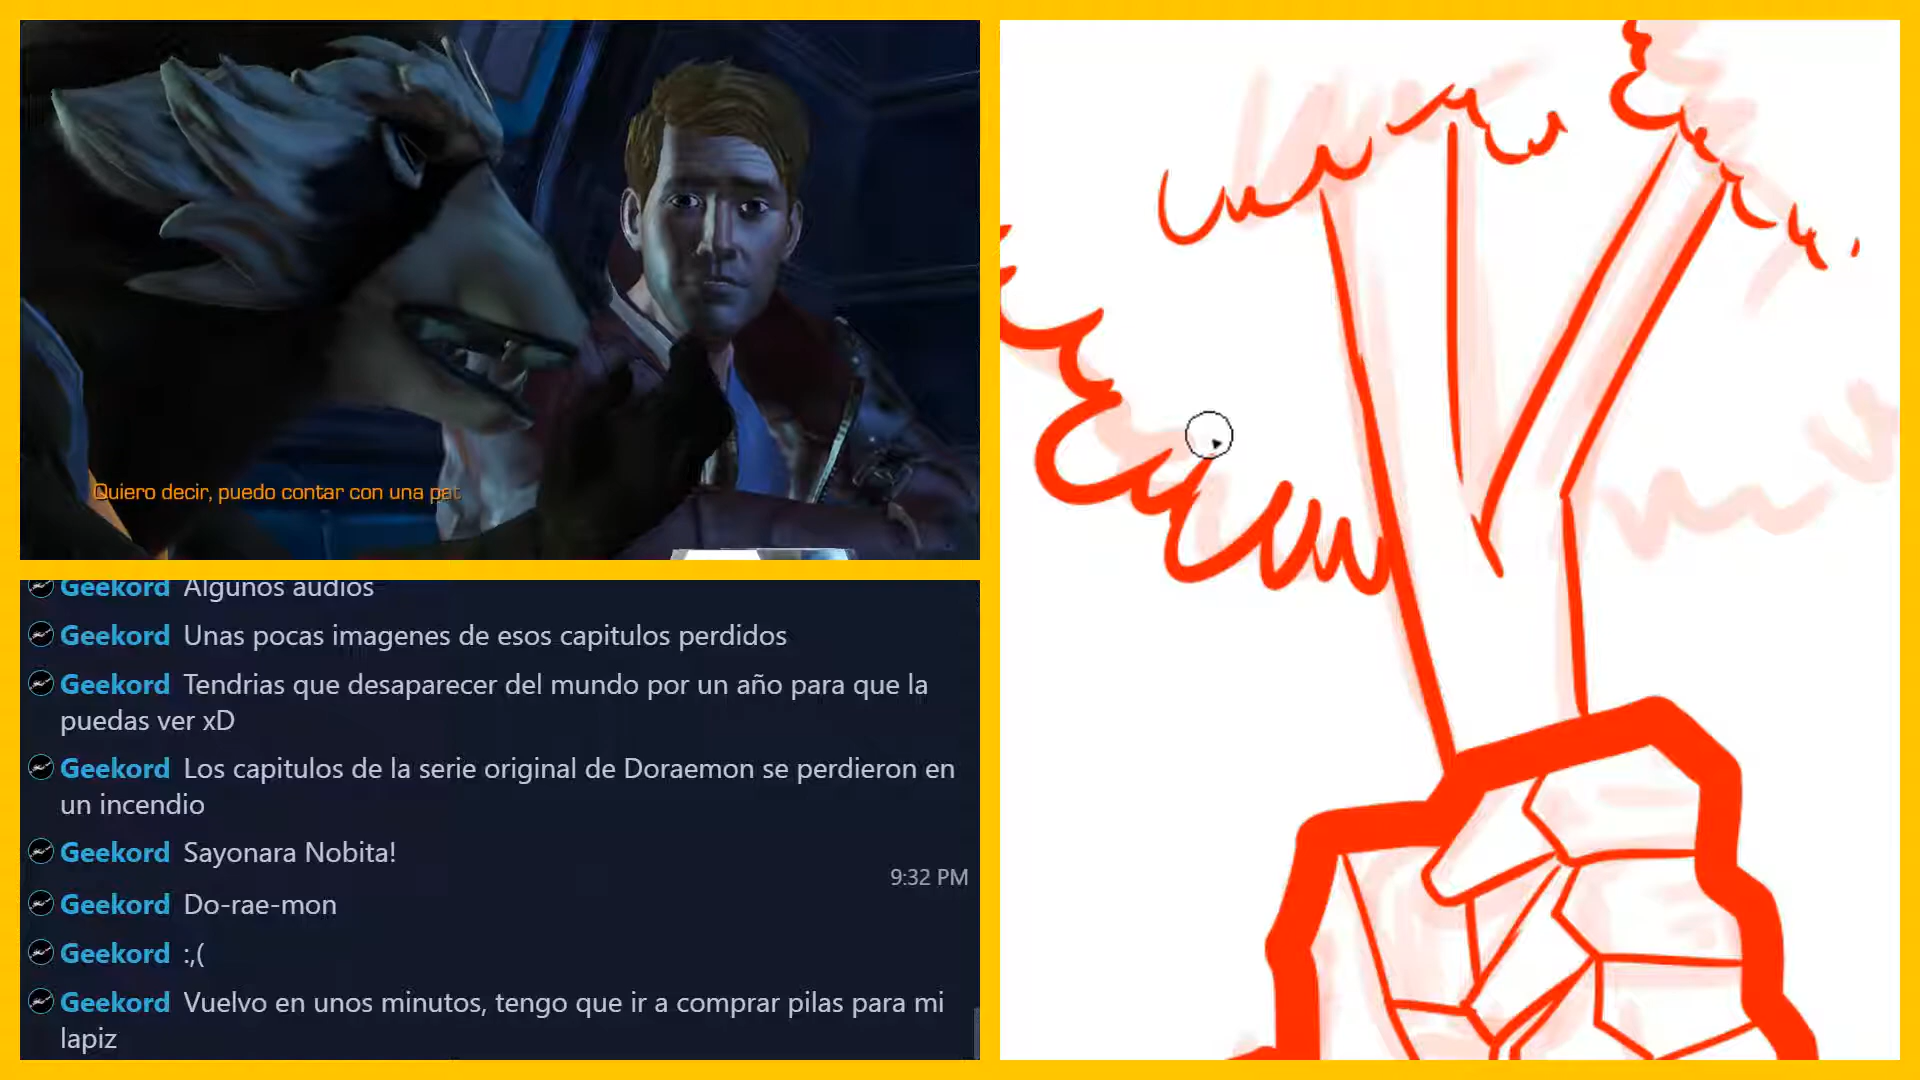 Quiero decir, puedo contar con una pat
Geekord Algunos audios
Geekord Unas pocas imagenes de esos capitulos perdidos
Geekord Tendrias que desaparecer del mundo por un año para que la
puedas ver xD
Geekord Los capitulos de la serie original de Doraemon se perdieron en
un incendio
Geekord Sayonara Nobita!
9:32 PM
Geekord Do-rae-mon
Geekord :,(
Geekord Vuelvo en unos minutos, tengo que ir a comprar pilas para mi
lapiz